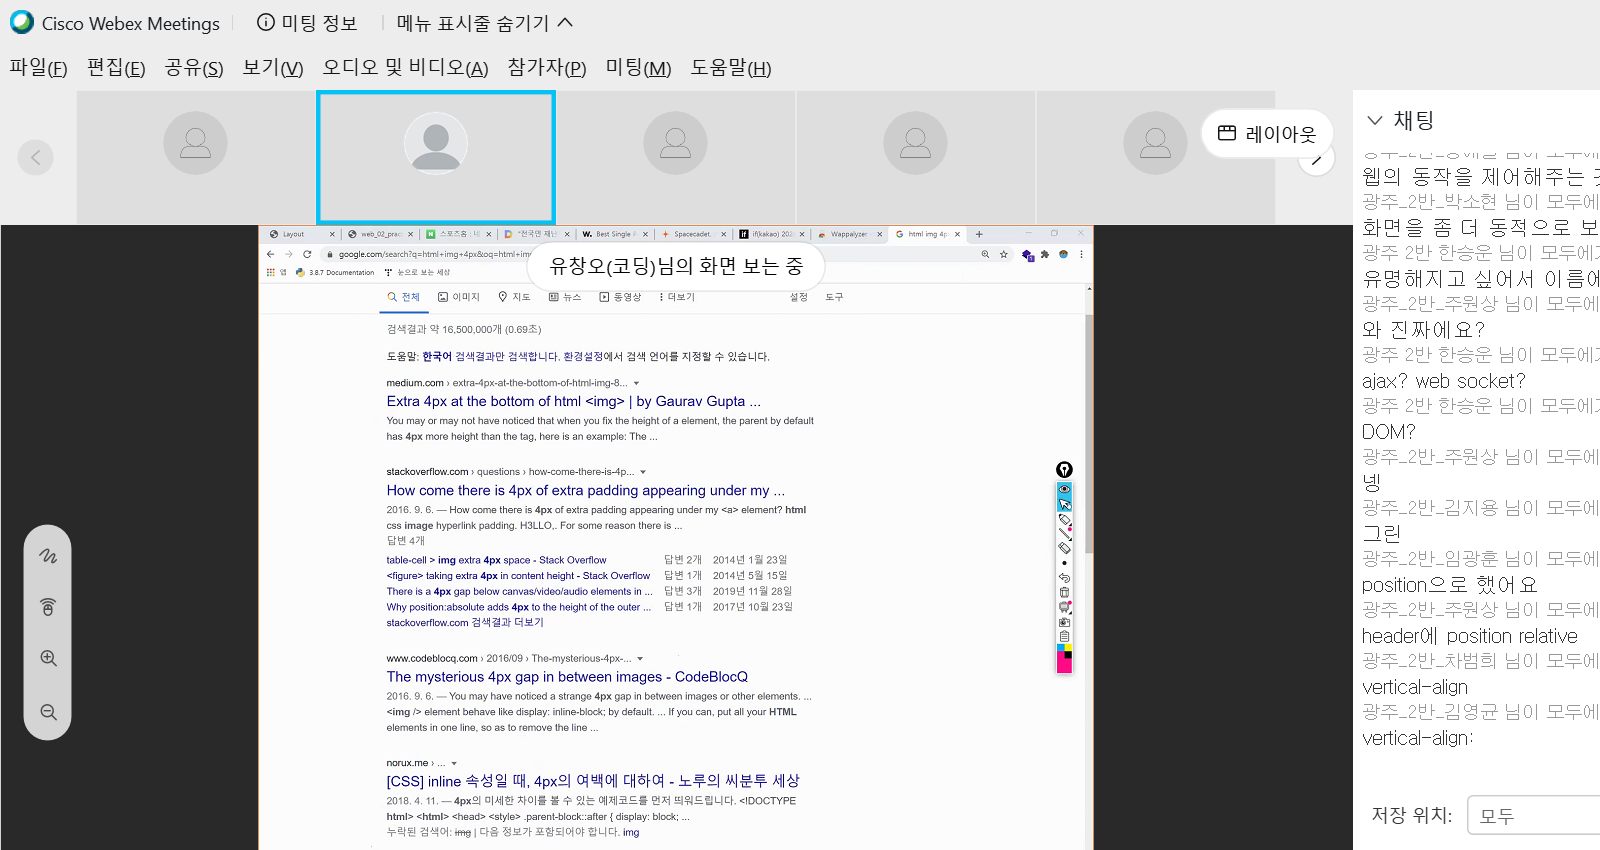 Cisco Webex Meetings
미팅 정보
메뉴 표시줄 숨기기
파일(F) 편집(E) 공유(S) 보기(V) 오디오 및 비디오(A) 참가자(P) 미팅(M) 도움말(H)
레이아웃
유창오(코딩)님의 화면 보는 중
Layout
web_02_prac
스포츠홈 : 네
"전국민 재난
Best Single P
Spacecadet.
if(kakao) 202
Wappalyzer
html img 4px
google.com/search?q=html+img+4px&oq=html+im
앱 3.8.7 Documentation 눈으로 보는 세상
전체 이미지 지도 뉴스 동영상 더보기 설정 도구
검색결과 약 16,500,000개 (0.69초)
도움말: 한국어 검색결과만 검색합니다. 환경설정에서 검색 언어를 지정할 수 있습니다.
medium.com › extra-4px-at-the-bottom-of-html-img-8...
Extra 4px at the bottom of html <img> | by Gaurav Gupta ...
You may or may not have noticed that when you fix the height of a element, the parent by default
has 4px more height than the tag, here is an example: The ...
stackoverflow.com › questions › how-come-there-is-4p...
How come there is 4px of extra padding appearing under my ...
2016. 9. 6. — How come there is 4px of extra padding appearing under my <a> element? html
css image hyperlink padding. H3LLO,. For some reason there is ...
답변 4개
table-cell > img extra 4px space - Stack Overflow 답변 2개 2014년 1월 23일
<figure> taking extra 4px in content height - Stack Overflow 답변 1개 2014년 5월 15일
There is a 4px gap below canvas/video/audio elements in ... 답변 3개 2019년 11월 28일
Why position:absolute adds 4px to the height of the outer ... 답변 1개 2017년 10월 23일
stackoverflow.com 검색결과 더보기
www.codeblocq.com › 2016/09 › The-mysterious-4px-...
The mysterious 4px gap in between images - CodeBlocQ
2016. 9. 6. — You may have noticed a strange 4px gap in between images or other elements. ...
<img /> element behave like display: inline-block; by default. ... If you can, put all your HTML
elements in one line, so as to remove the line ...
norux.me › ...
[CSS] inline 속성일 때, 4px의 여백에 대하여 - 노루의 씨분투 세상
2018. 4. 11. — 4px의 미세한 차이를 볼 수 있는 예제코드를 먼저 띄워드립니다. <!DOCTYPE
html> <html> <head> <style> .parent-block::after { display: block; ...
누락된 검색어: img | 다음 정보가 포함되어야 합니다. img
채팅
웹의 동작을 제어해주는
광주_2반_박소현 님이 모두에
화면을 좀 더 동적으로 보
광주 2반 한승운 님이 모두에
유명해지고 싶어서 이름에
광주_2반_주원상 님이 모두에
와 진짜에요?
광주 2반 한승운 님이 모두에
ajax? web socket?
광주 2반 한승운 님이 모두에
DOM?
광주_2반_주원상 님이 모두에
넹
광주_2반_김지용 님이 모두에
그린
광주_2반_임광훈 님이 모두에
position으로 했어요
광주_2반_주원상 님이 모두에
header에 position relative
광주_2반_차범희 님이 모두에
vertical-align
광주_2반_김영균 님이 모두에
vertical-align:
저장 위치: 모두